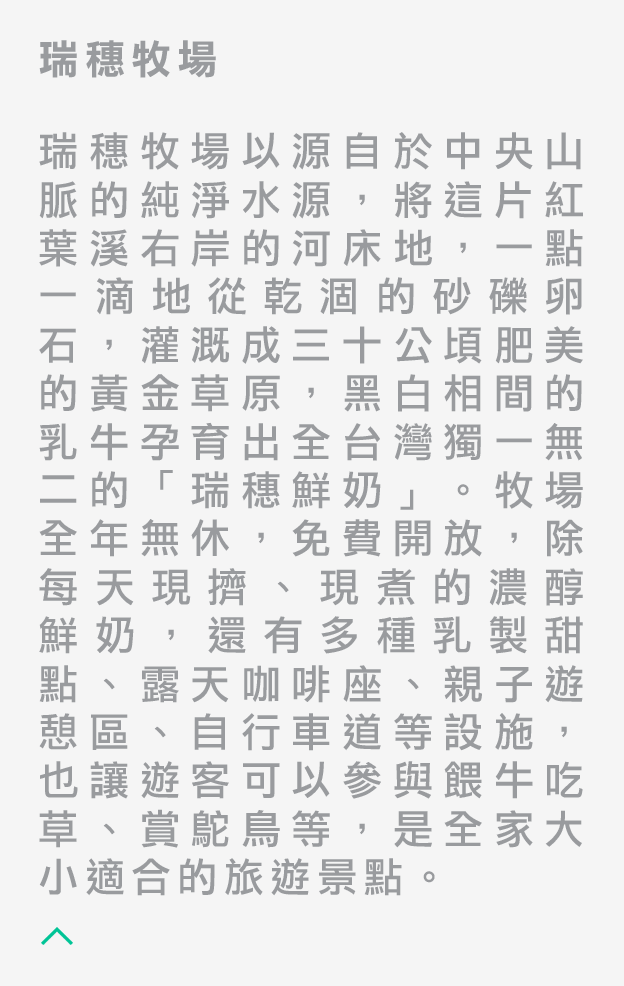 瑞穗牧場
瑞穗牧場以源自於中央山
脈的純淨水源，將這片紅
葉溪右岸的河床地，一點
一滴地從乾涸的砂礫卵
石，灌溉成三十公頃肥美
的黃金草原，黑白相間的
乳牛孕育出全台灣獨一無
二的「瑞穗鮮奶」。牧場
全年無休，免費開放，除
每天現擠、現煮的濃醇
鮮奶，還有多種乳製甜
點、露天咖啡座、親子遊
憩區、自行車道等設施，
也讓遊客可以參與餵牛吃
草、賞鴕鳥等，是全家大
小適合的旅遊景點。